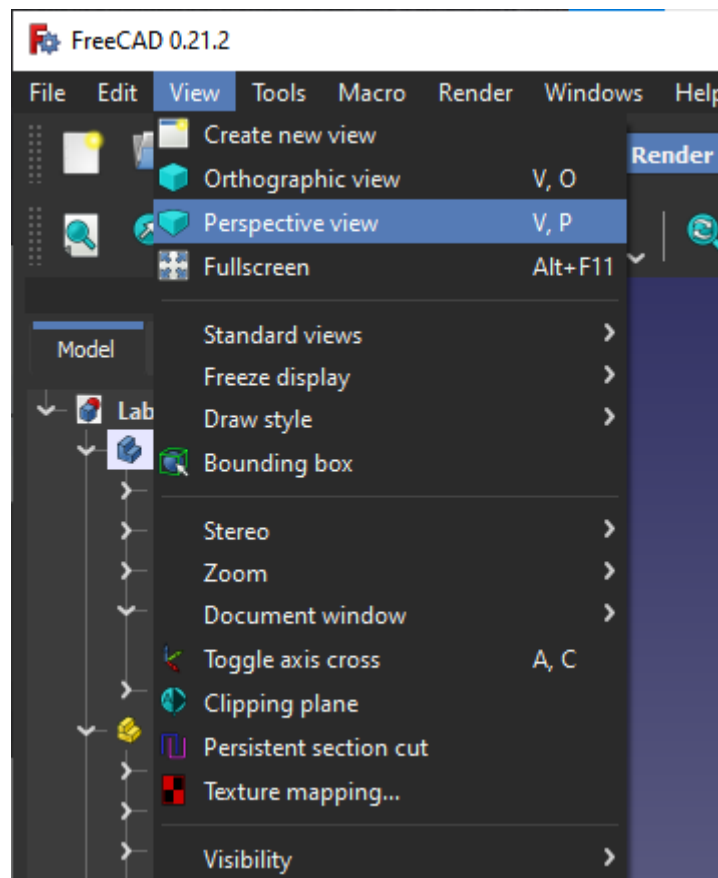 FreeCAD 0.21.2
File Edit View Tools Macro Render Windows Help
Create new view
Render
Orthographic view V, O
Perspective view V, P
Fullscreen Alt+F11
Standard views
Model
Freeze display
Lab
Draw style
Bounding box
Stereo
Zoom
Document window
Toggle axis cross A, C
Clipping plane
Persistent section cut
Texture mapping...
Visibility